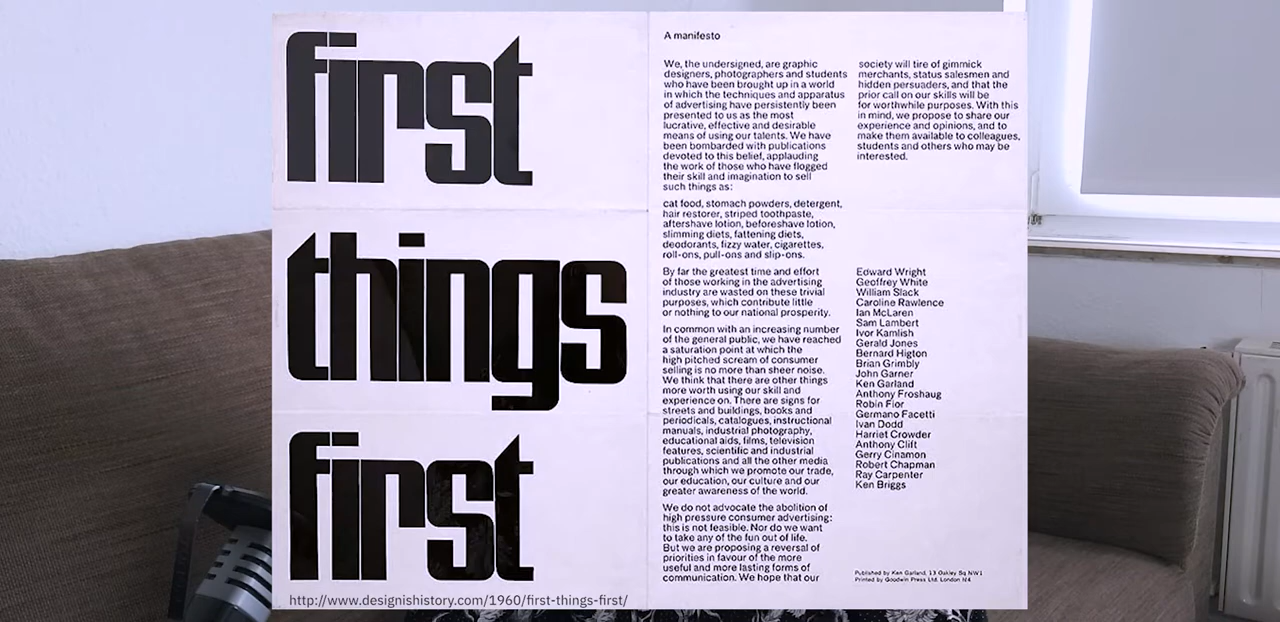 first
things
first
A manifesto
We, the undersigned, are graphic
designers, photographers and students
who have been brought up in a world
in which the techniques and apparatus
of advertising have persistently been
presented to us as the most
lucrative, effective and desirable
means of using our talents. We have
been bombarded with publications
devoted to this belief, applauding
the work of those who have flogged
their skill and imagination to sell
such things as:
cat food, stomach powders, detergent,
hair restorer, striped toothpaste,
aftershave lotion, beforeshave lotion,
slimming diets, fattening diets,
deodorants, fizzy water, cigarettes,
roll-ons, pull-ons and slip-ons.
By far the greatest time and effort
of those working in the advertising
industry are wasted on these trivial
purposes, which contribute little
or nothing to our national prosperity.
In common with an increasing number
of the general public, we have reached
a saturation point at which the
high pitched scream of consumer
selling is no more than sheer noise.
We think that there are other things
more worth using our skill and
experience on. There are signs for
streets and buildings, books and
periodicals, catalogues, instructional
manuals, industrial photography,
educational aids, films, television
features, scientific and industrial
publications and all the other media
through which we promote our trade,
our education, our culture and our
greater awareness of the world.
We do not advocate the abolition of
high pressure consumer advertising:
this is not feasible. Nor do we want
to take any of the fun out of life.
But we are proposing a reversal of
priorities in favour of the more
useful and more lasting forms of
communication. We hope that our
society will tire of gimmick
merchants, status salesmen and
hidden persuaders, and that the
prior call on our skills will be
for worthwhile purposes. With this
in mind, we propose to share our
experience and opinions, and to
make them available to colleagues,
students and others who may be
interested.
Edward Wright
Geoffrey White
William Slack
Caroline Rawlence
Ian McLaren
Sam Lambert
Ivor Kamlish
Gerald Jones
Bernard Higton
Brian Grimbly
John Garner
Ken Garland
Anthony Froshaug
Robin Fior
Germano Facetti
Ivan Dodd
Harriet Crowder
Anthony Clift
Gerry Cinamon
Robert Chapman
Ray Carpenter
Ken Briggs
Published by Ken Garland, 13 Oakley Sq NW1
Printed by Goodwin Press Ltd. London N4
http://www.designishistory.com/1960/first-things-first/